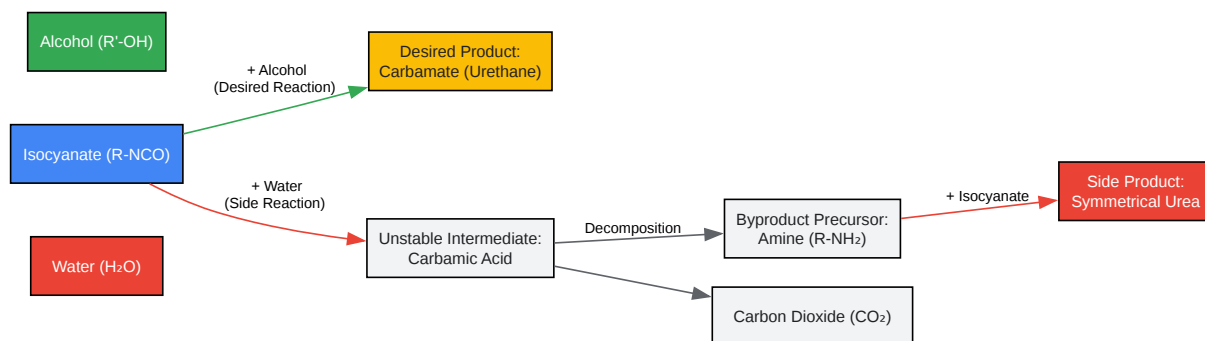 Alcohol (R'-OH)
+ Alcohol
(Desired Reaction)
Desired Product:
Carbamate (Urethane)
Isocyanate (R-NCO)
+ Water
(Side Reaction)
Water (H₂O)
Unstable Intermediate:
Carbamic Acid
Decomposition
Byproduct Precursor:
Amine (R-NH₂)
Carbon Dioxide (CO₂)
+ Isocyanate
Side Product:
Symmetrical Urea